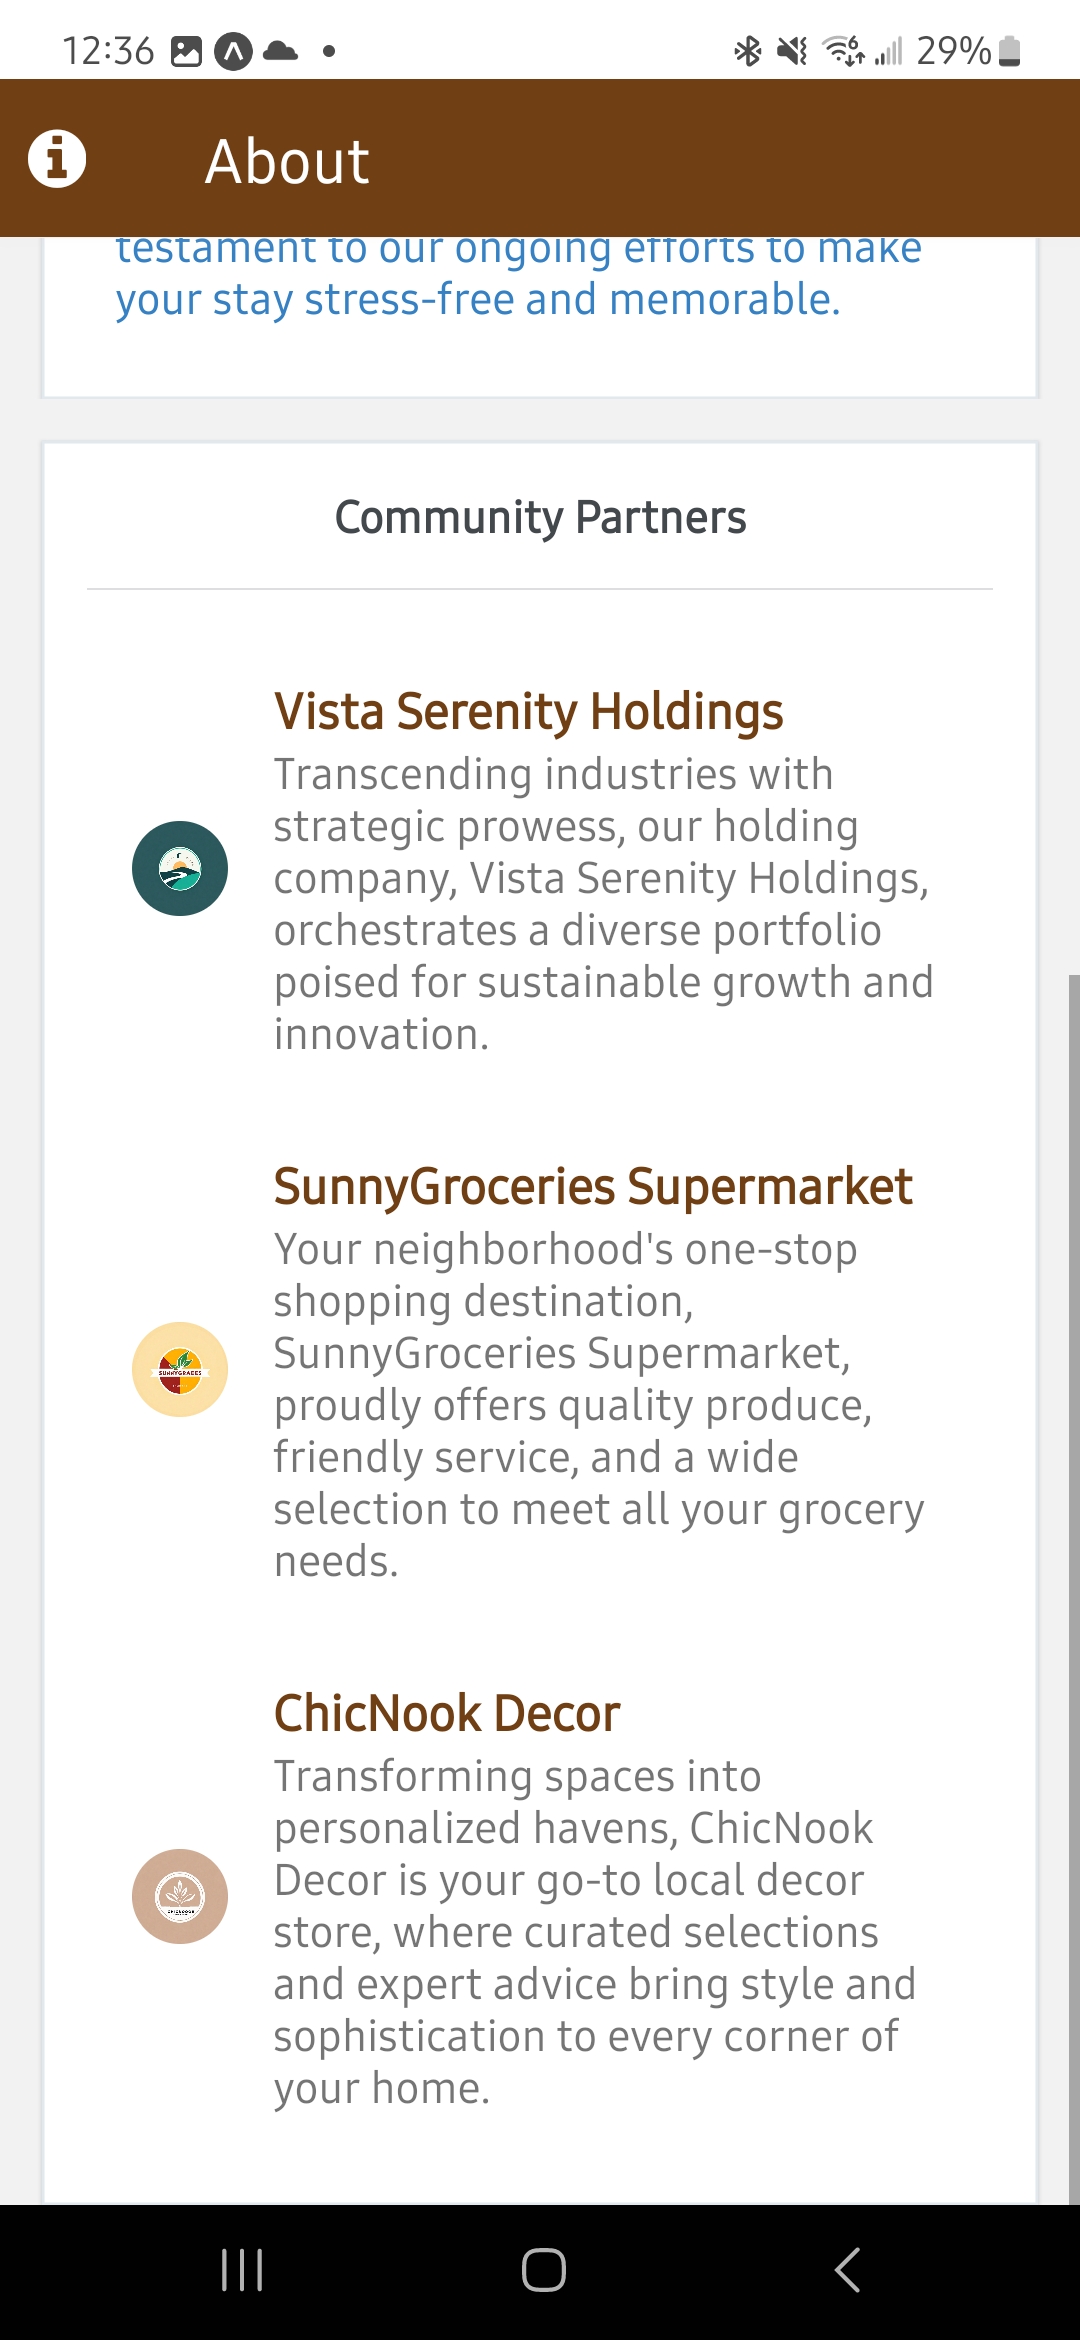 12:36
29%
About
testament to our ongoing efforts to make
your stay stress-free and memorable.
Community Partners
Vista Serenity Holdings
Transcending industries with
strategic prowess, our holding
company, Vista Serenity Holdings,
orchestrates a diverse portfolio
poised for sustainable growth and
innovation.
SunnyGroceries Supermarket
Your neighborhood's one-stop
shopping destination,
SunnyGroceries Supermarket,
proudly offers quality produce,
friendly service, and a wide
selection to meet all your grocery
needs.
ChicNook Decor
Transforming spaces into
personalized havens, ChicNook
Decor is your go-to local decor
store, where curated selections
and expert advice bring style and
sophistication to every corner of
your home.